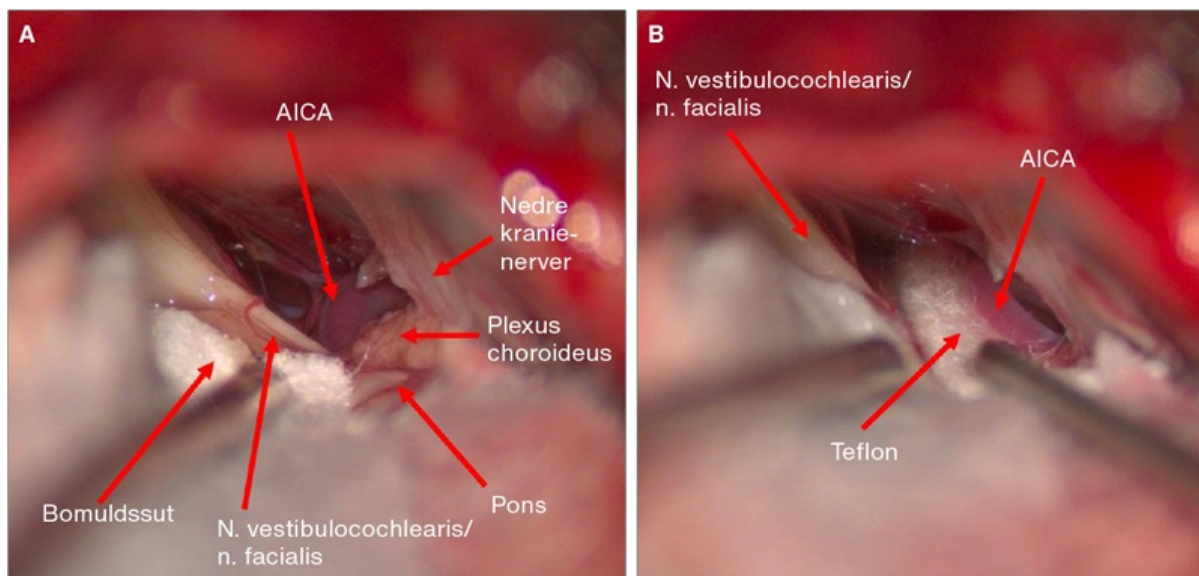 A
AICA
Nedre
kranie-
nerver
Plexus
choroideus
Pons
N. vestibulocochlearis/
n. facialis
Bomuldssut
B
N. vestibulocochlearis/
n. facialis
AICA
Teflon